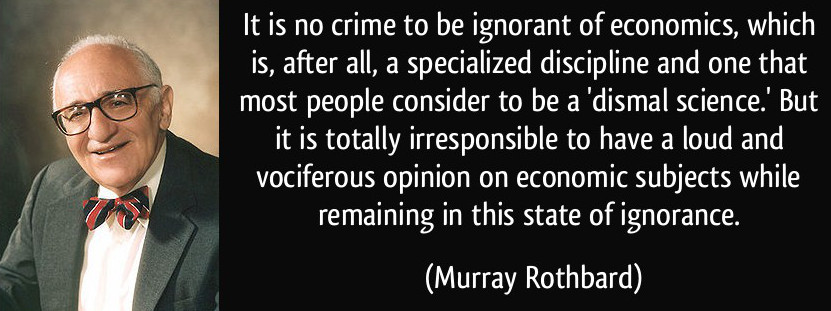 It is no crime to be ignorant of economics, which
is, after all, a specialized discipline and one that
most people consider to be a 'dismal science.' But
it is totally irresponsible to have a loud and
vociferous opinion on economic subjects while
remaining in this state of ignorance.
(Murray Rothbard)